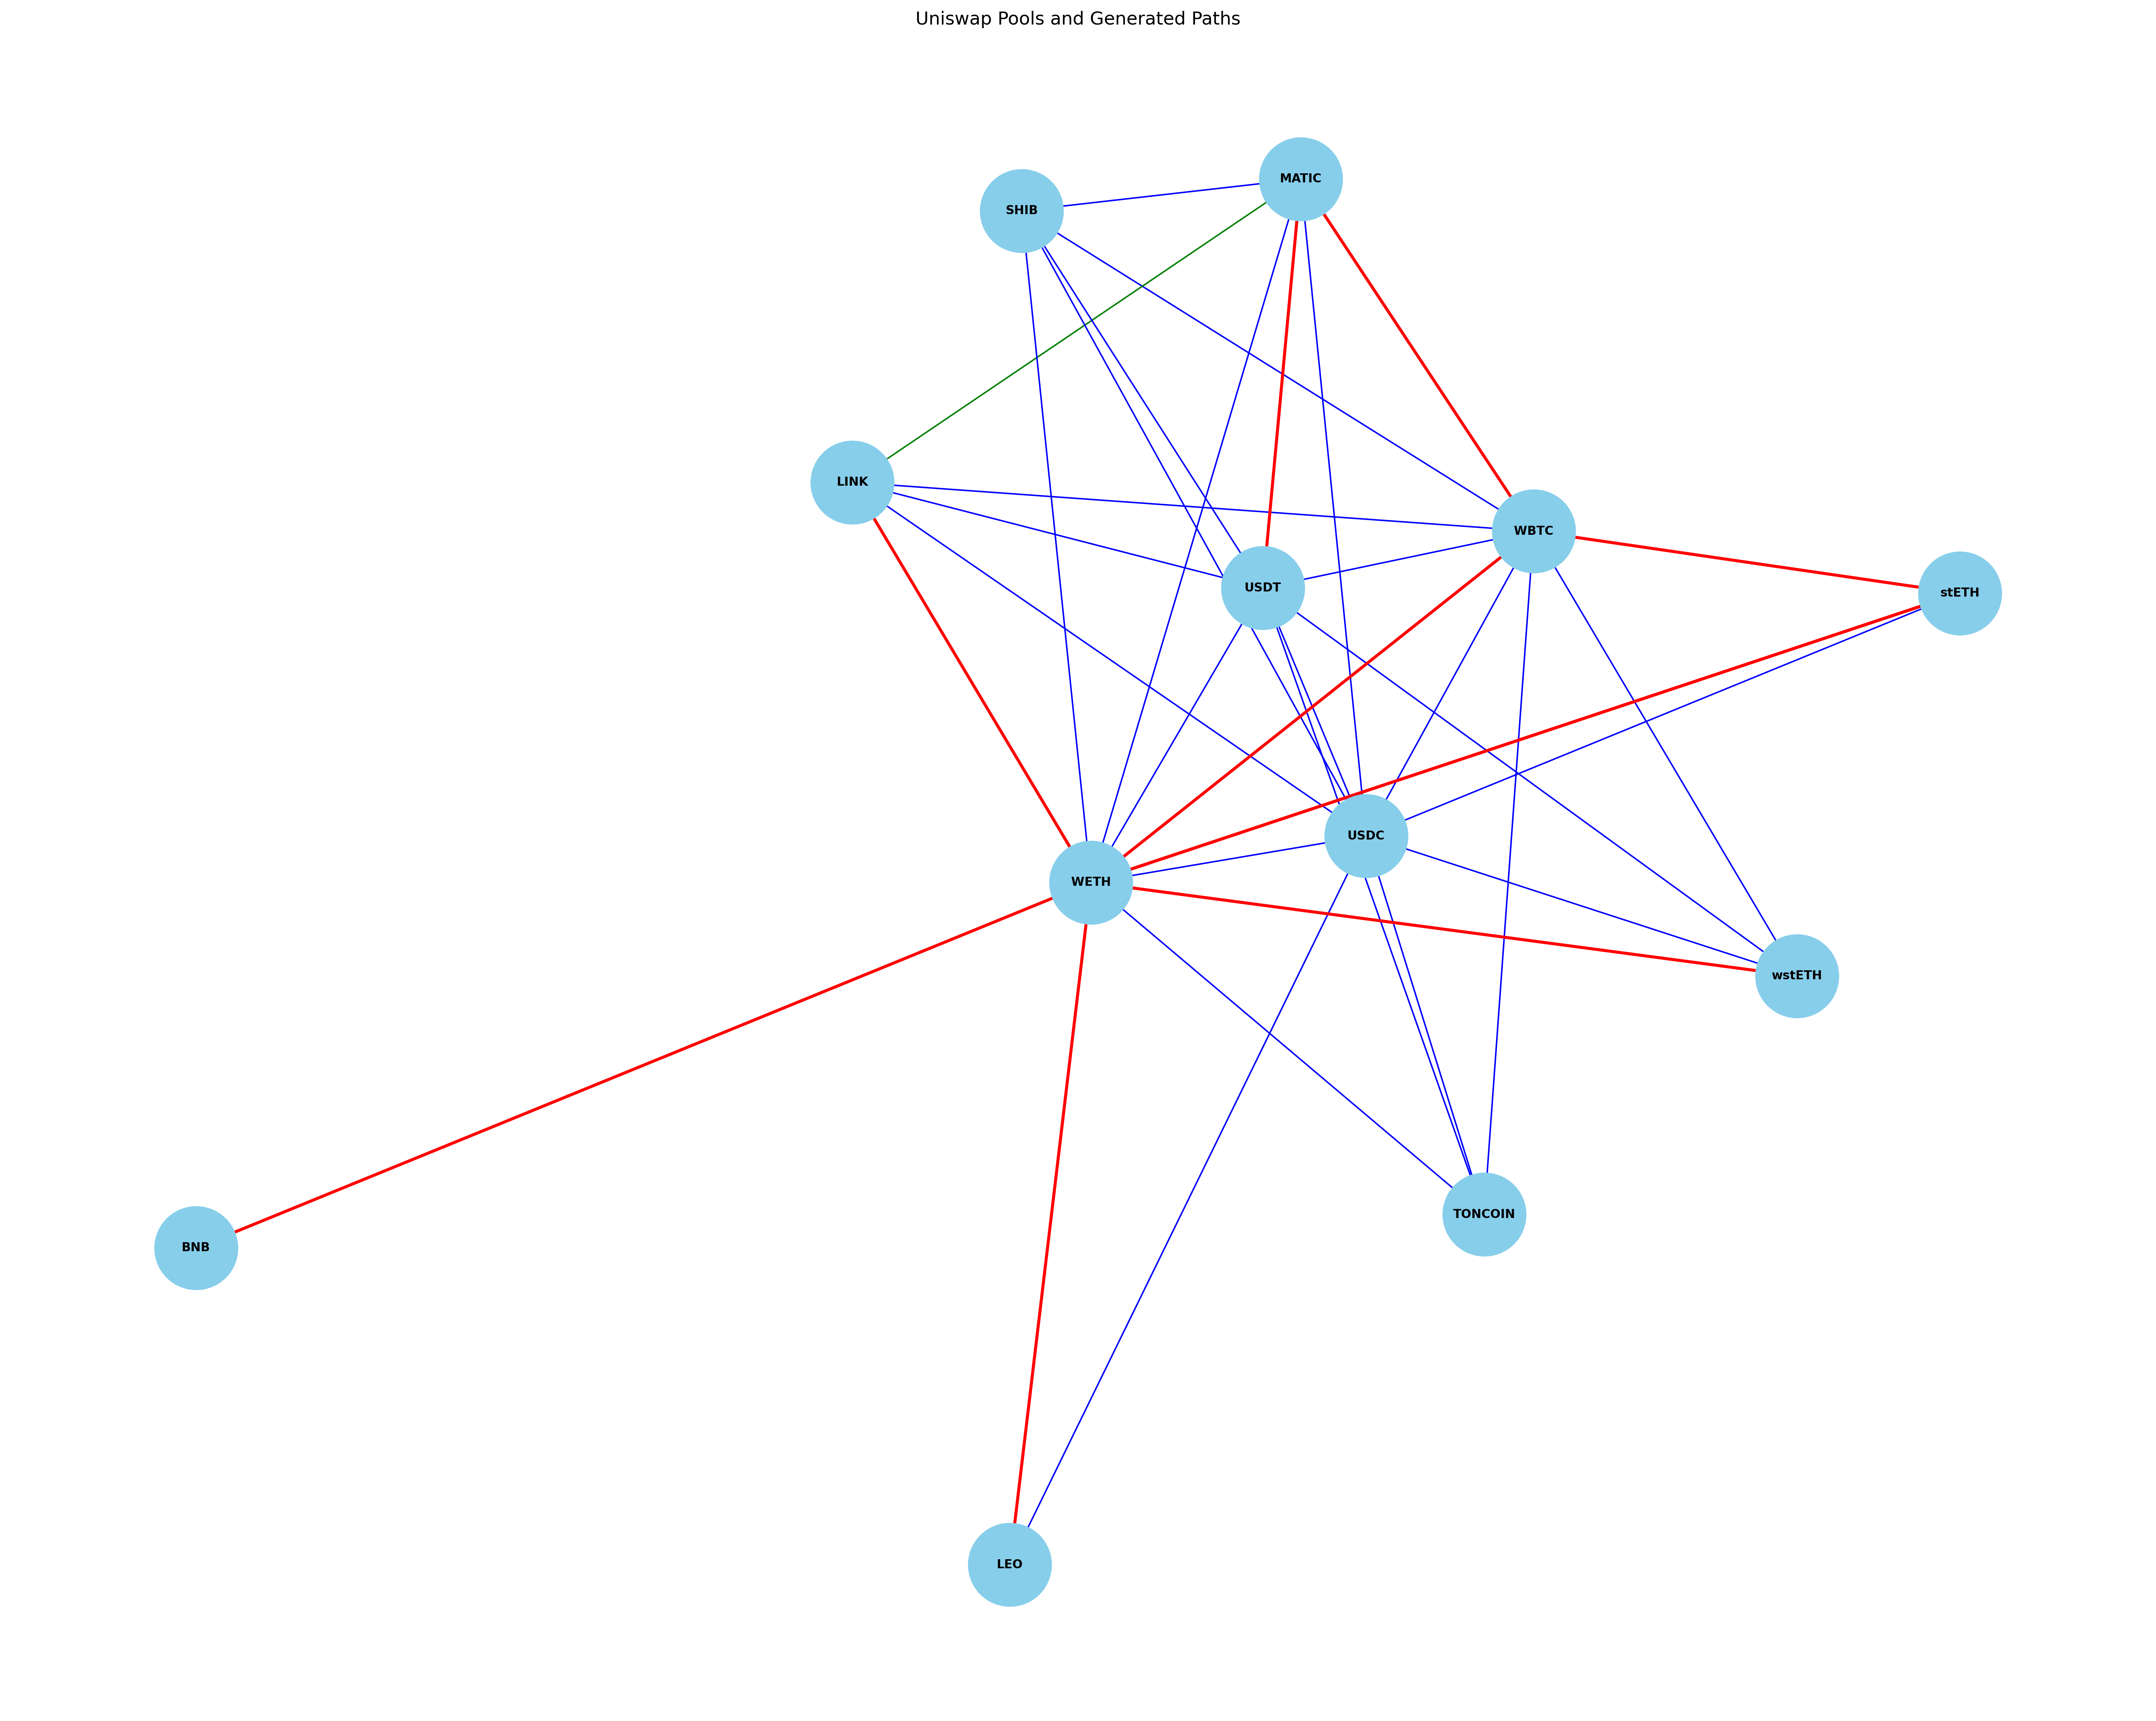 Uniswap Pools and Generated Paths
MATIC
SHIB
LINK
WBTC
USDT
stETH
USDC
WETH
wstETH
TONCOIN
BNB
LEO